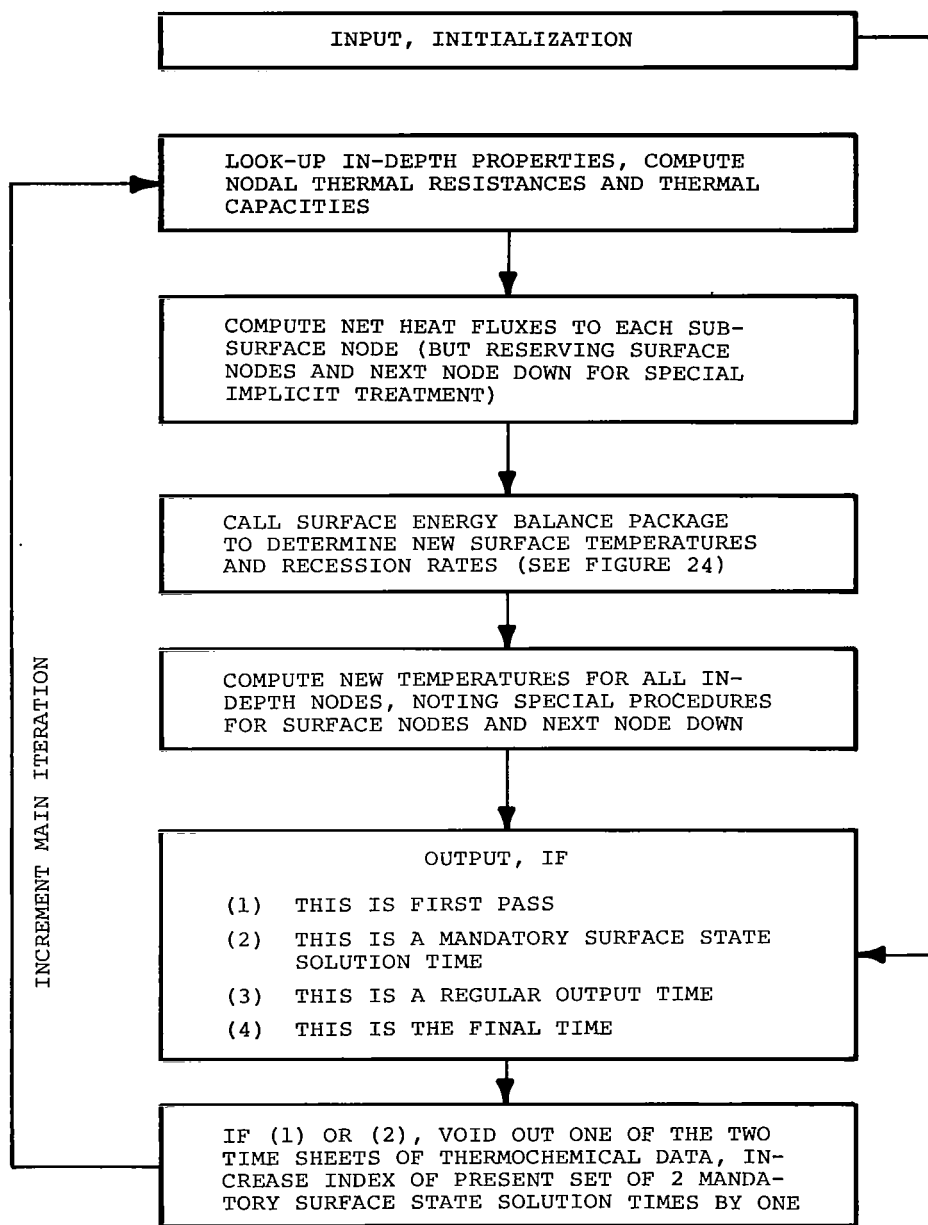 INPUT, INITIALIZATION
LOOK-UP IN-DEPTH PROPERTIES, COMPUTE
NODAL THERMAL RESISTANCES AND THERMAL
CAPACITIES
COMPUTE NET HEAT FLUXES TO EACH SUB-
SURFACE NODE (BUT RESERVING SURFACE
NODES AND NEXT NODE DOWN FOR SPECIAL
IMPLICIT TREATMENT)
CALL SURFACE ENERGY BALANCE PACKAGE
TO DETERMINE NEW SURFACE TEMPERATURES
AND RECESSION RATES (SEE FIGURE 24)
COMPUTE NEW TEMPERATURES FOR ALL IN-
DEPTH NODES, NOTING SPECIAL PROCEDURES
FOR SURFACE NODES AND NEXT NODE DOWN
INCREMENT MAIN ITERATION
OUTPUT, IF
(1) THIS IS FIRST PASS
(2) THIS IS A MANDATORY SURFACE STATE
SOLUTION TIME
(3) THIS IS A REGULAR OUTPUT TIME
(4) THIS IS THE FINAL TIME
IF (1) OR (2), VOID OUT ONE OF THE TWO
TIME SHEETS OF THERMOCHEMICAL DATA, IN-
CREASE INDEX OF PRESENT SET OF 2 MANDA-
TORY SURFACE STATE SOLUTION TIMES BY ONE